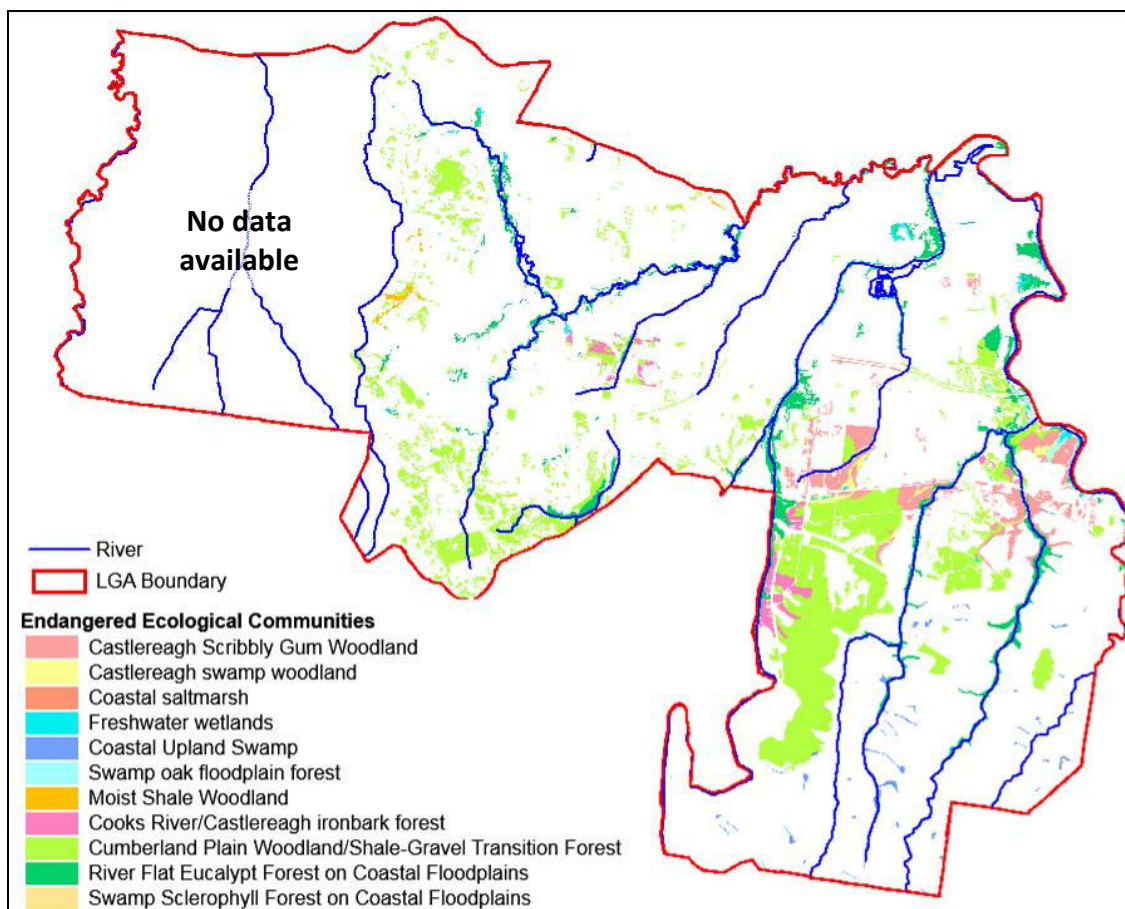 No data
available
River
LGA Boundary
Endangered Ecological Communities
Castlereagh Scribbly Gum Woodland
Castlereagh swamp woodland
Coastal saltmarsh
Freshwater wetlands
Coastal Upland Swamp
Swamp oak floodplain forest
Moist Shale Woodland
Cooks River/Castlereagh ironbark forest
Cumberland Plain Woodland/Shale-Gravel Transition Forest
River Flat Eucalypt Forest on Coastal Floodplains
Swamp Sclerophyll Forest on Coastal Floodplains